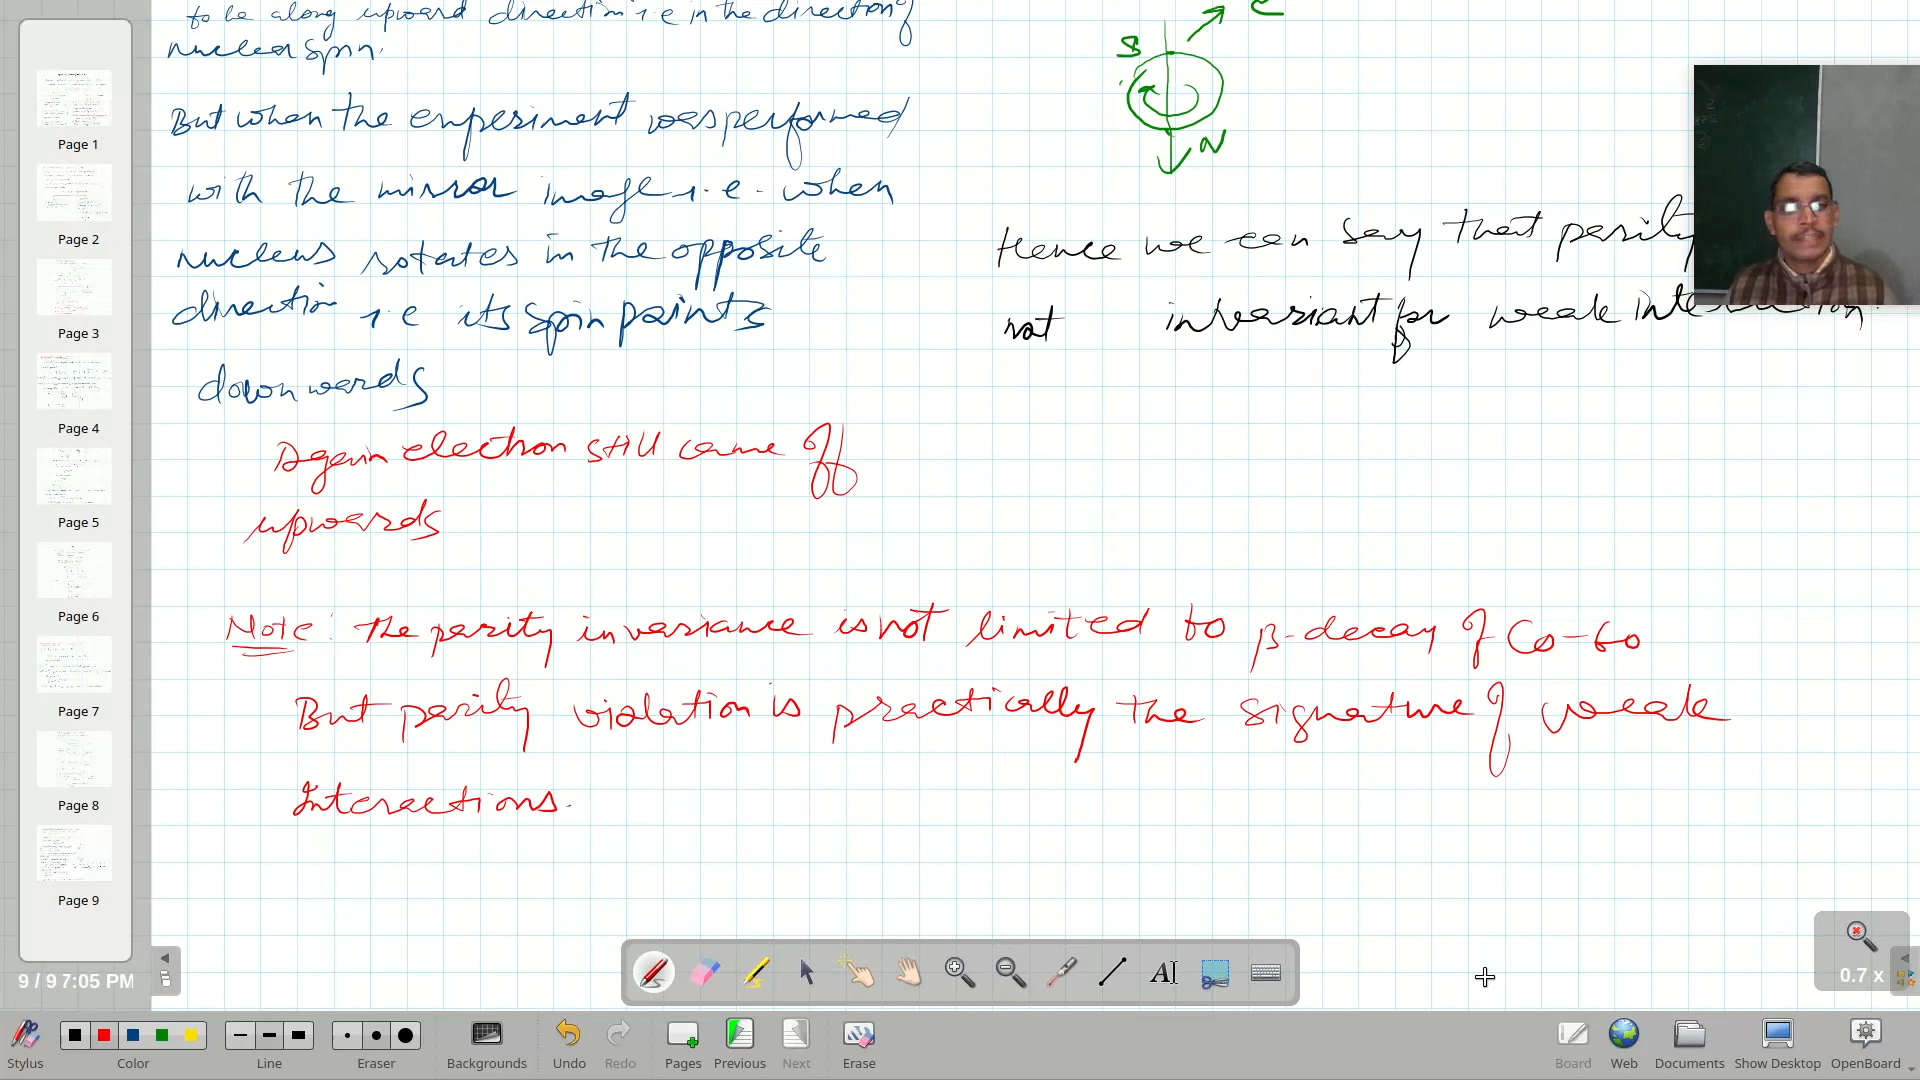 to be along upward direction i.e in the direction of
nuclear spin.
But when the experiment was performed
with the mirror image i.e. when
nucleus rotates in the opposite
direction i.e its spin points
downwards
Again electron still came off
upwards
S
N
Hence we can say that parity
not invariant for weak interaction.
Note: The parity invariance is not limited to β-decay of Co-60
But parity violation is practically the signature of weak
Interactions.
Page 1
Page 2
Page 3
Page 4
Page 5
Page 6
Page 7
Page 8
Page 9
9 / 9 7:05 PM
0.7 x
Stylus
Color
Line
Eraser
Backgrounds
Undo
Redo
Pages
Previous
Next
Erase
Board
Web
Documents
Show Desktop
OpenBoard